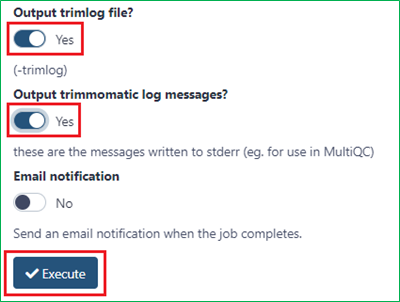 Output trimlog file?
Yes
(-trimlog)
Output trimmomatic log messages?
Yes
these are the messages written to stderr (eg. for use in MultiQC)
Email notification
No
Send an email notification when the job completes.
Execute